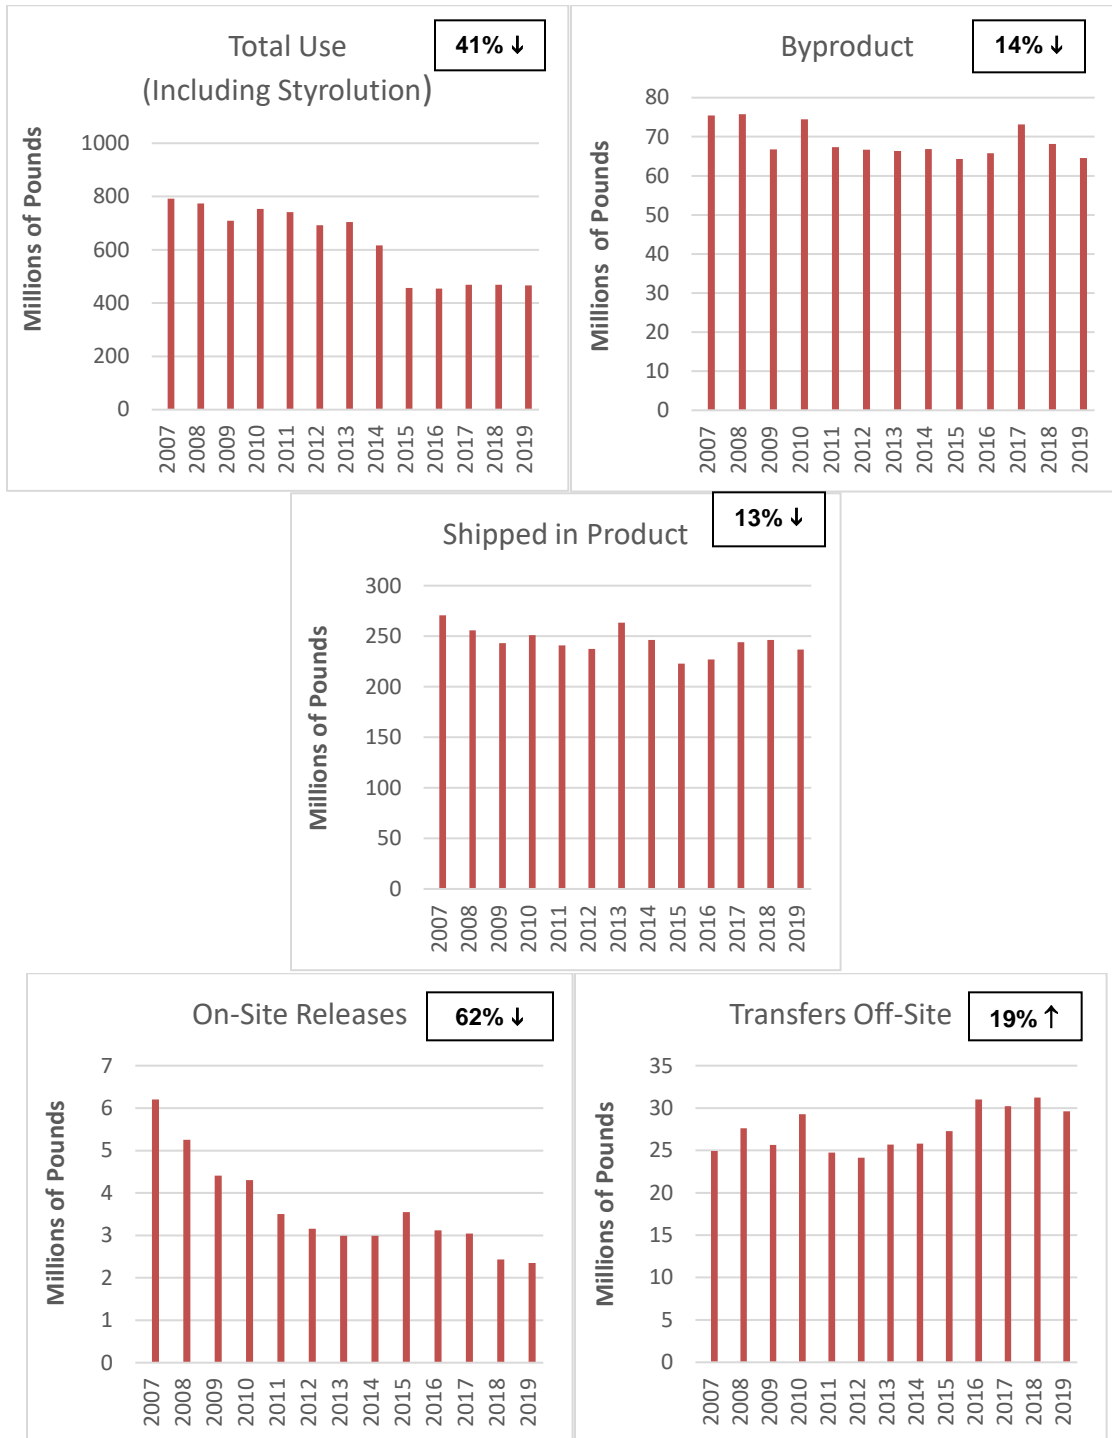 Total Use
(Including Styrolution)
41% ↓
Millions of Pounds
1000
800
600
400
200
0
2007 2008 2009 2010 2011 2012 2013 2014 2015 2016 2017 2018 2019
Byproduct
14% ↓
Millions of Pounds
80
70
60
50
40
30
20
10
0
2007 2008 2009 2010 2011 2012 2013 2014 2015 2016 2017 2018 2019
Shipped in Product
13% ↓
Millions of Pounds
300
250
200
150
100
50
0
2007 2008 2009 2010 2011 2012 2013 2014 2015 2016 2017 2018 2019
On-Site Releases
62% ↓
Millions of Pounds
7
6
5
4
3
2
1
0
2007 2008 2009 2010 2011 2012 2013 2014 2015 2016 2017 2018 2019
Transfers Off-Site
19% ↑
Millions of Pounds
35
30
25
20
15
10
5
0
2007 2008 2009 2010 2011 2012 2013 2014 2015 2016 2017 2018 2019